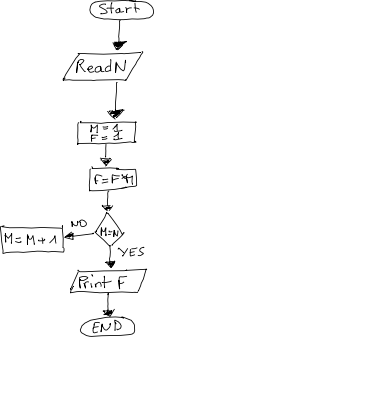 Start
Read N
M = 1
F = 1
F = F*M
M=N
NO
M = M + 1
YES
Print F
END